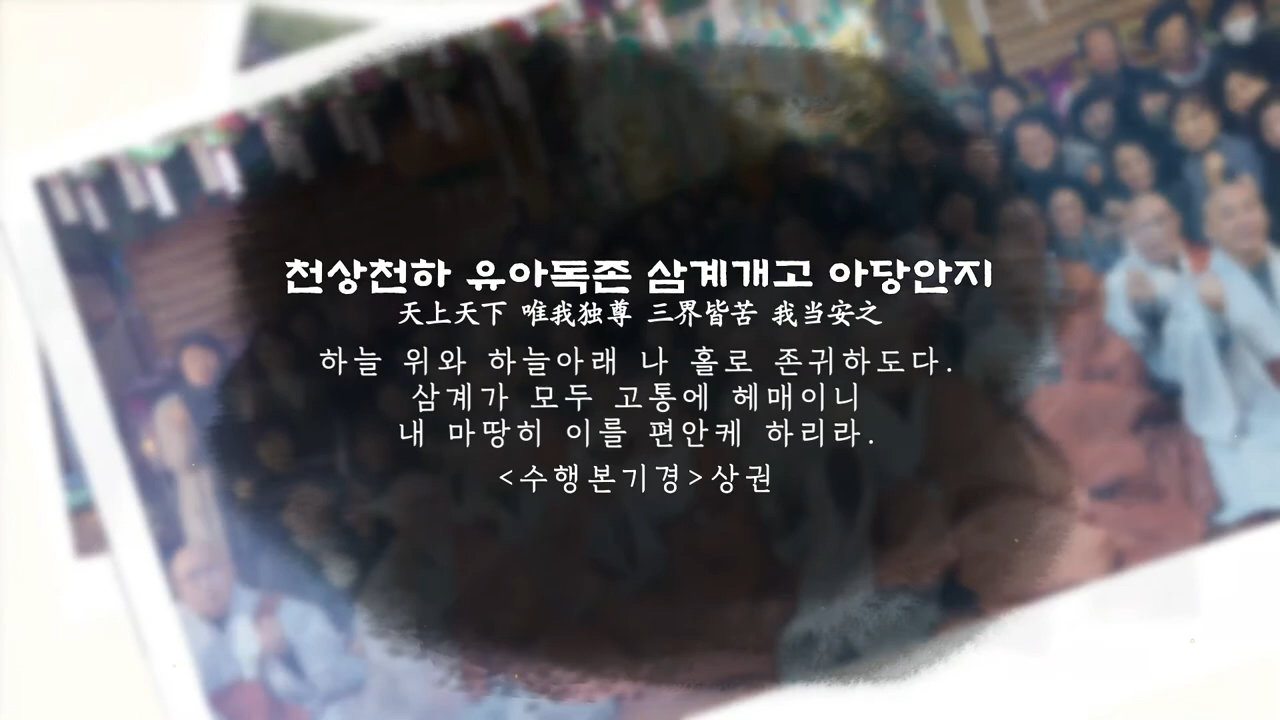 천상천하 유아독존 삼계개고 아당안지
天上天下 唯我独尊 三界皆苦 我当安之
하늘 위와 하늘아래 나 홀로 존귀하도다.
삼계가 모두 고통에 헤매이니
내 마땅히 이를 편안케 하리라.
<수행본기경>상권